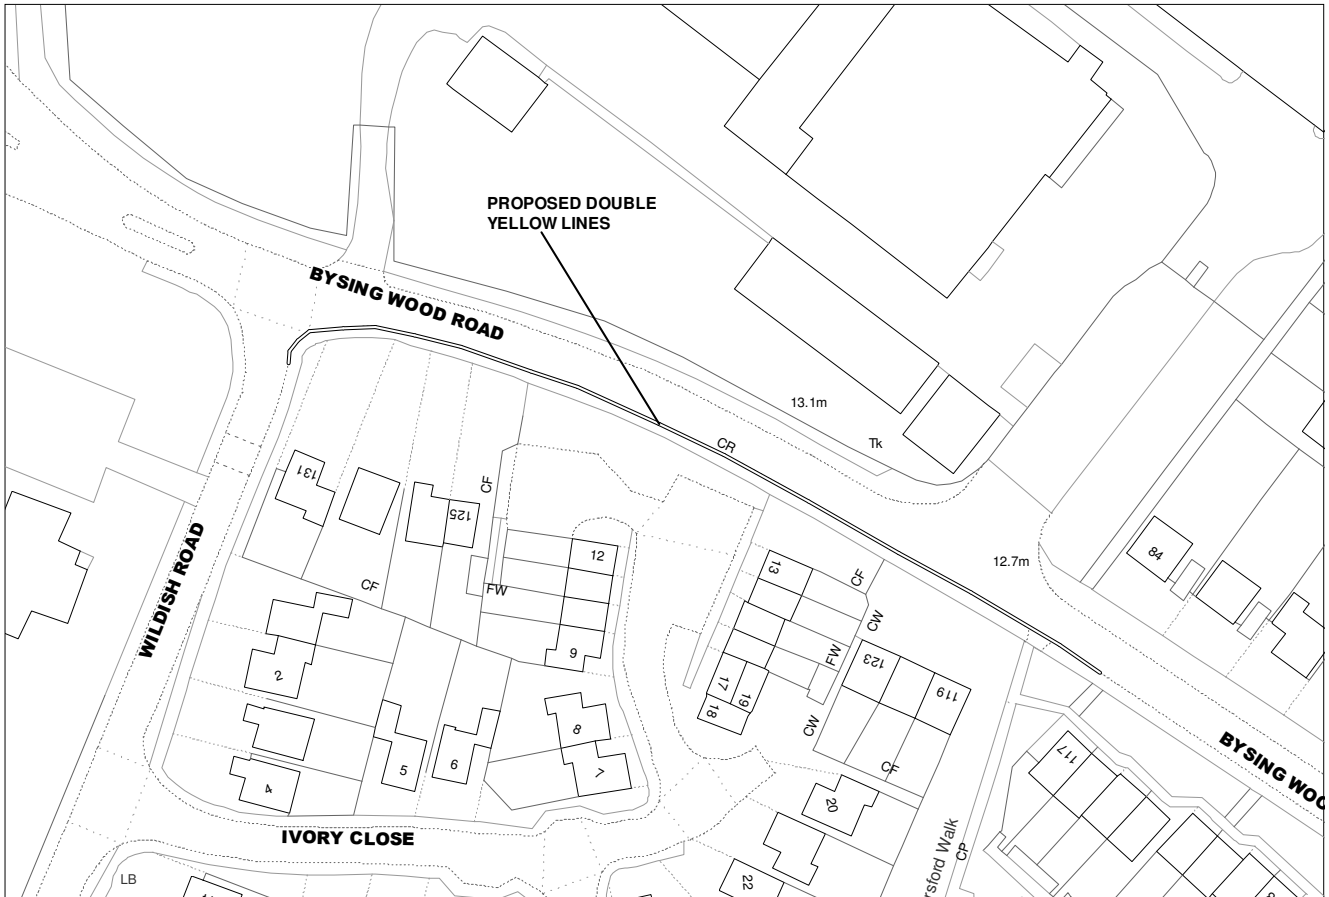 PROPOSED DOUBLE
YELLOW LINES
BYSING WOOD ROAD
13.1m
Tk
CR
CF
131
125
12
FW
CF
9
13
CF
CW
FW
123
119
12.7m
84
WILDISH ROAD
2
17
19
18
CW
CF
8
7
5
6
4
20
117
BYSING WOO
IVORY CLOSE
rsford Walk
CP
LB
22